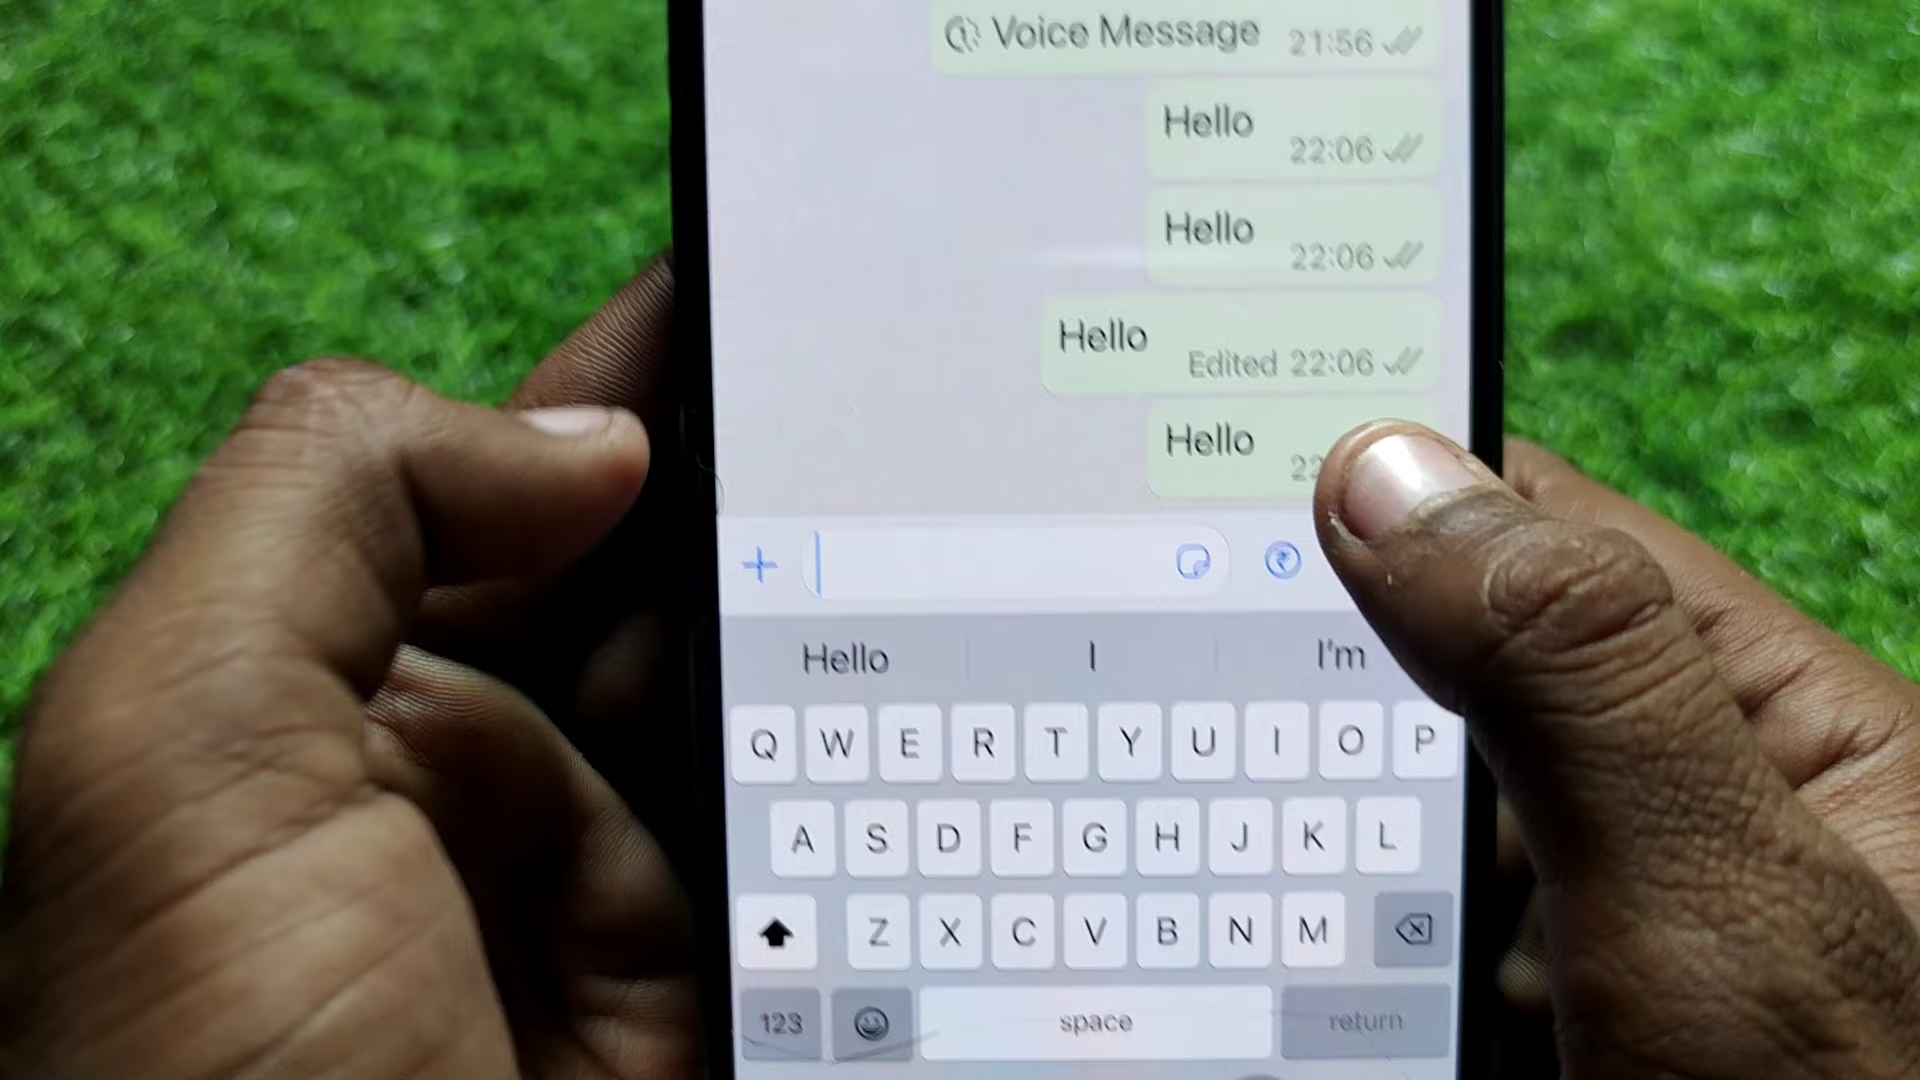 Voice Message 21:56
Hello
22:06
Hello
22:06
Hello
Edited 22:06
Hello
22
Hello I I'm
Q W E R T Y U I O P
A S D F G H J K L
Z X C V B N M
123 space return